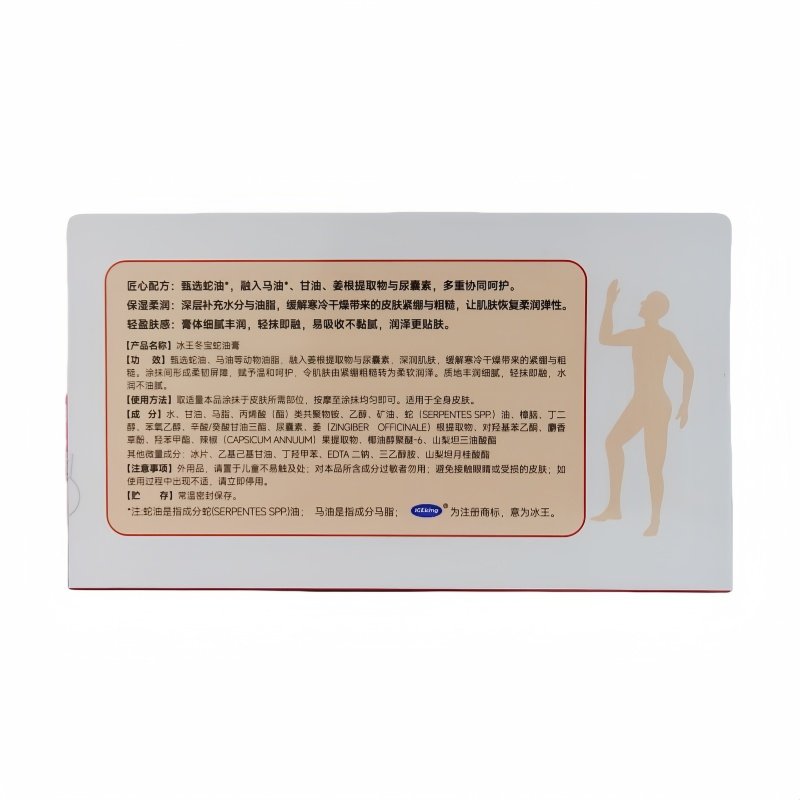 匠心配方：甄选蛇油*，融入马油*、甘油、姜根提取物与尿囊素，多重协同呵护。
保湿柔润：深层补充水分与油脂，缓解寒冷干燥带来的皮肤紧绷与粗糙，让肌肤恢复柔润弹性。
轻盈肤感：膏体细腻丰润，轻抹即融，易吸收不黏腻，润泽更贴肤。
【产品名称】冰王冬宝蛇油膏
【功 效】甄选蛇油、马油等动物油脂，融入姜根提取物与尿囊素，深润肌肤，缓解寒冷干燥带来的紧绷与粗
糙。涂抹间形成柔韧屏障，赋予温和呵护，令肌肤由紧绷粗糙转为柔软润泽。质地丰润细腻，轻抹即融，水
润不油腻。
【使用方法】取适量本品涂抹于皮肤所需部位，按摩至涂抹均匀即可。适用于全身皮肤。
【成 分】水、甘油、马脂、丙烯酸（酯）类共聚物铵、乙醇、矿油、蛇（SERPENTES SPP.）油、樟脑、丁二
醇、苯氧乙醇、辛酸/癸酸甘油三酯、尿囊素、姜（ZINGIBER OFFICINALE）根提取物、对羟基苯乙酮、麝香
草酚、羟苯甲酯、辣椒（CAPSICUM ANNUUM）果提取物、椰油醇聚醚-6、山梨坦三油酸酯
其他微量成分：冰片、乙基己基甘油、丁羟甲苯、EDTA 二钠、三乙醇胺、山梨坦月桂酸酯
【注意事项】外用品，请置于儿童不易触及处；对本品所含成分过敏者勿用；避免接触眼睛或受损的皮肤；如
使用过程中出现不适，请立即停用。
【贮 存】常温密封保存。
*注:蛇油是指成分蛇(SERPENTES SPP.)油； 马油是指成分马脂； ICEking® 为注册商标，意为冰王。